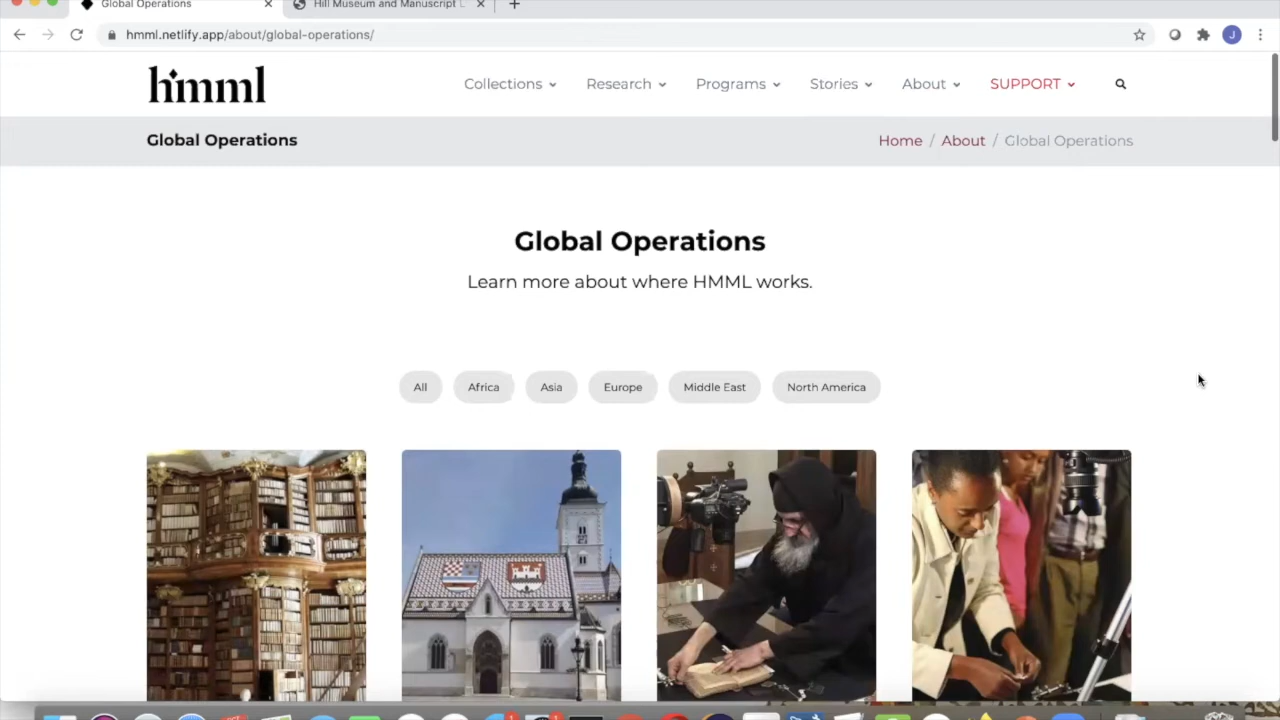 Global Operations
Hill Museum and Manuscript L
hmml.netlify.app/about/global-operations/
J
hmml
Collections
Research
Programs
Stories
About
SUPPORT
Global Operations
Home / About / Global Operations
Global Operations
Learn more about where HMML works.
All
Africa
Asia
Europe
Middle East
North America